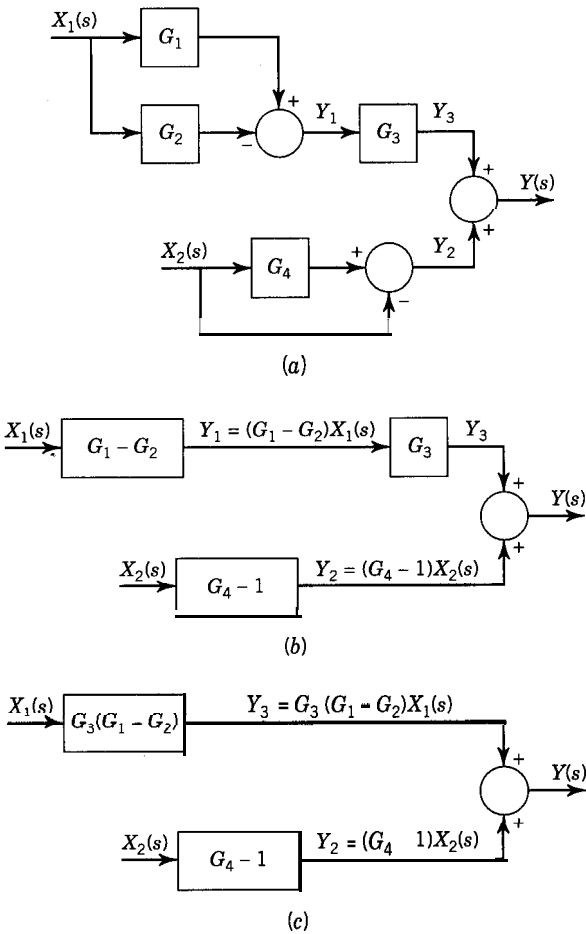 X₁(s)
G₁
G₂
+
−
Y₁
G₃
Y₃
+
+
Y(s)
X₂(s)
G₄
+
−
Y₂
(a)
X₁(s)
G₁ − G₂
Y₁ = (G₁ − G₂)X₁(s)
G₃
Y₃
+
+
Y(s)
X₂(s)
G₄ − 1
Y₂ = (G₄ − 1)X₂(s)
(b)
X₁(s)
G₃(G₁ − G₂)
Y₃ = G₃ (G₁ − G₂)X₁(s)
+
+
Y(s)
X₂(s)
G₄ − 1
Y₂ = (G₄ 1)X₂(s)
(c)